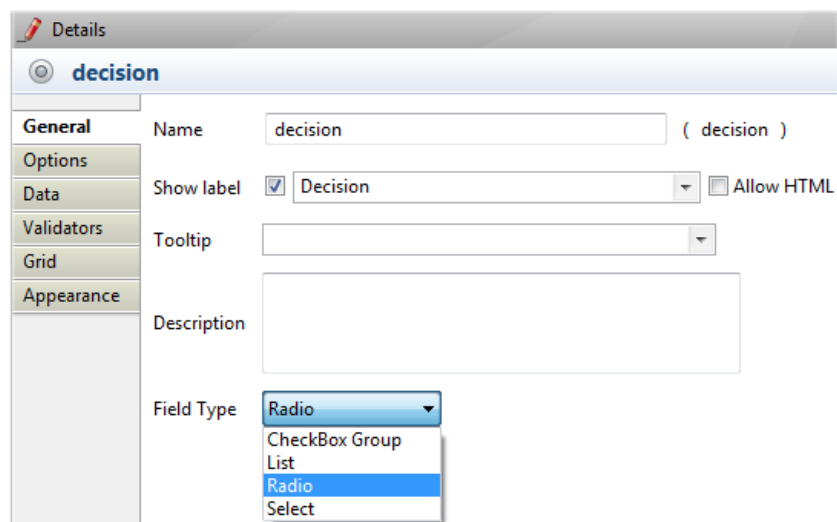 Details
decision
General
Name decision ( decision )
Options
Show label Decision Allow HTML
Data
Validators
Tooltip
Grid
Appearance
Description
Field Type Radio
CheckBox Group
List
Radio
Select